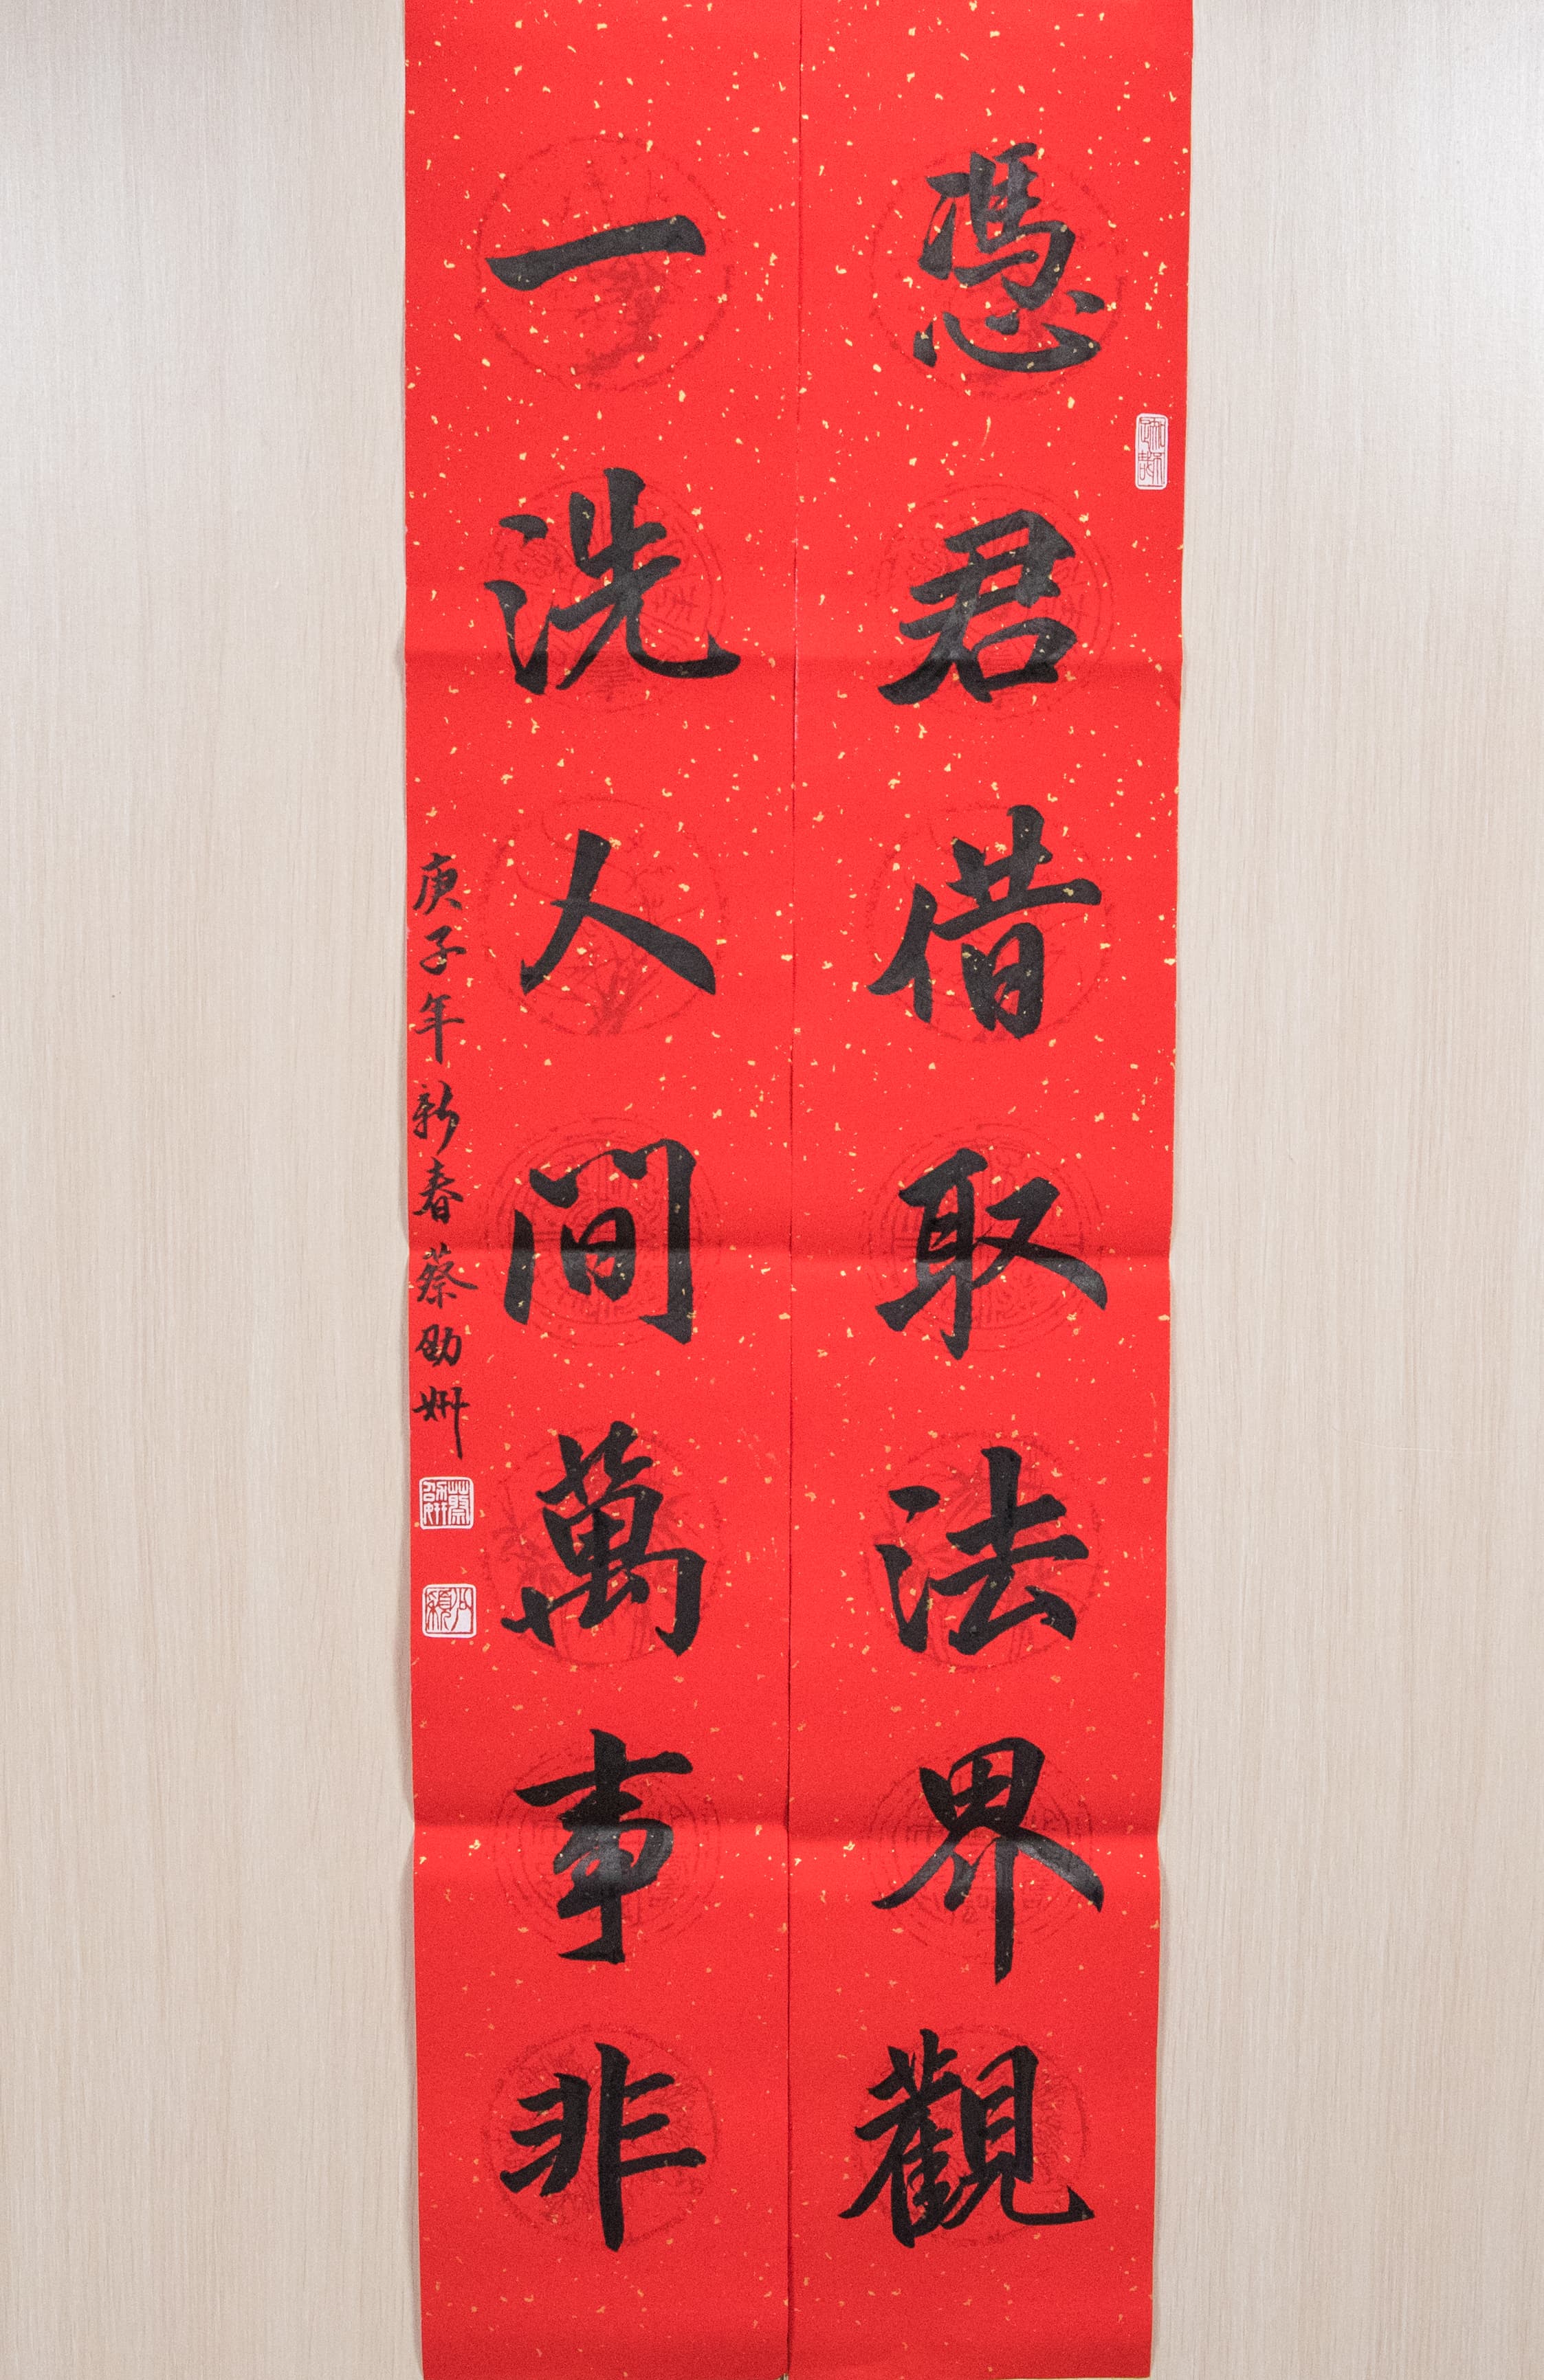 憑君借取法界觀
一洗人間萬事非
庚子年新春蔡劭姸